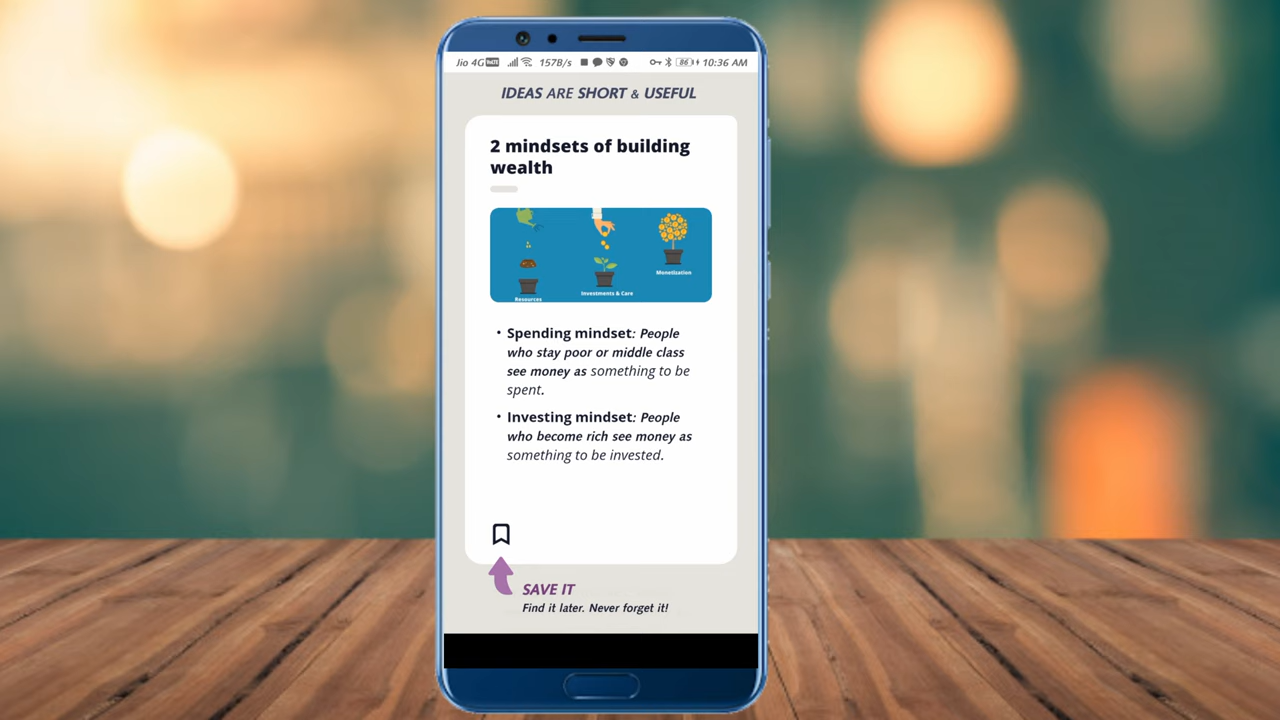 Jio 4G VoLTE 157B/s 86 10:36 AM
IDEAS ARE SHORT & USEFUL
2 mindsets of building
wealth
Monetization
Investments & Care
Resources
• Spending mindset: People
who stay poor or middle class
see money as something to be
spent.
• Investing mindset: People
who become rich see money as
something to be invested.
SAVE IT
Find it later. Never forget it!